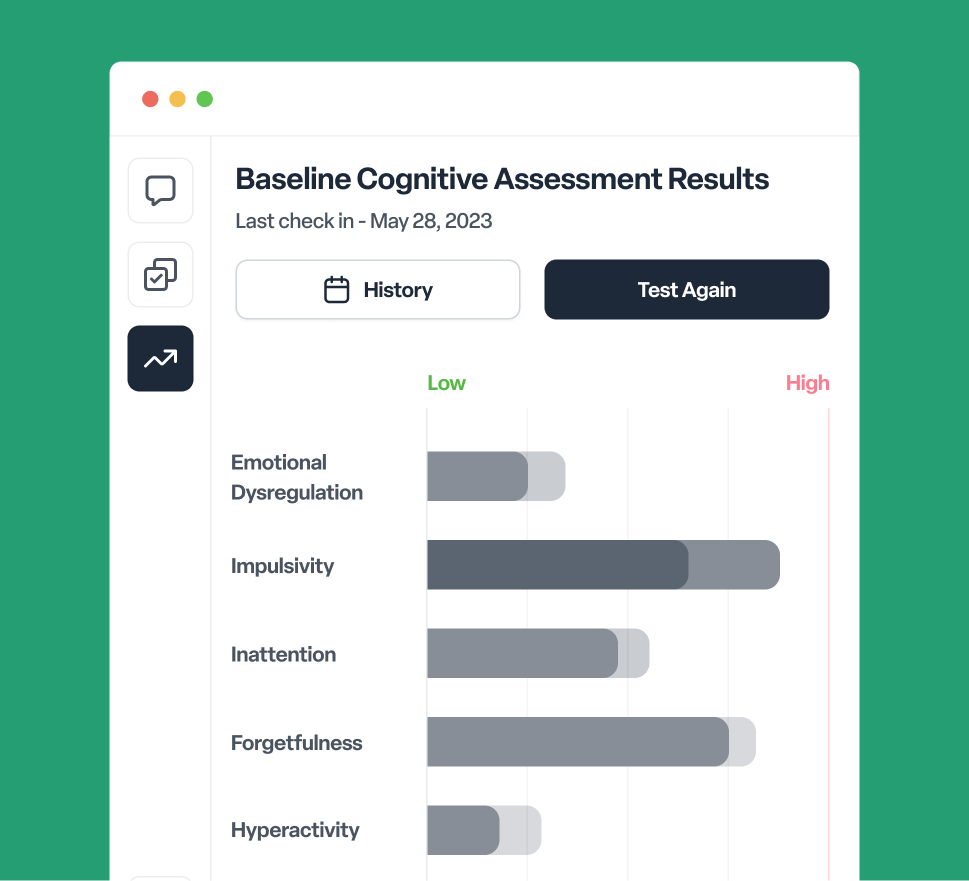 Baseline Cognitive Assessment Results
Last check in - May 28, 2023
History
Test Again
Low
High
Emotional
Dysregulation
Impulsivity
Inattention
Forgetfulness
Hyperactivity